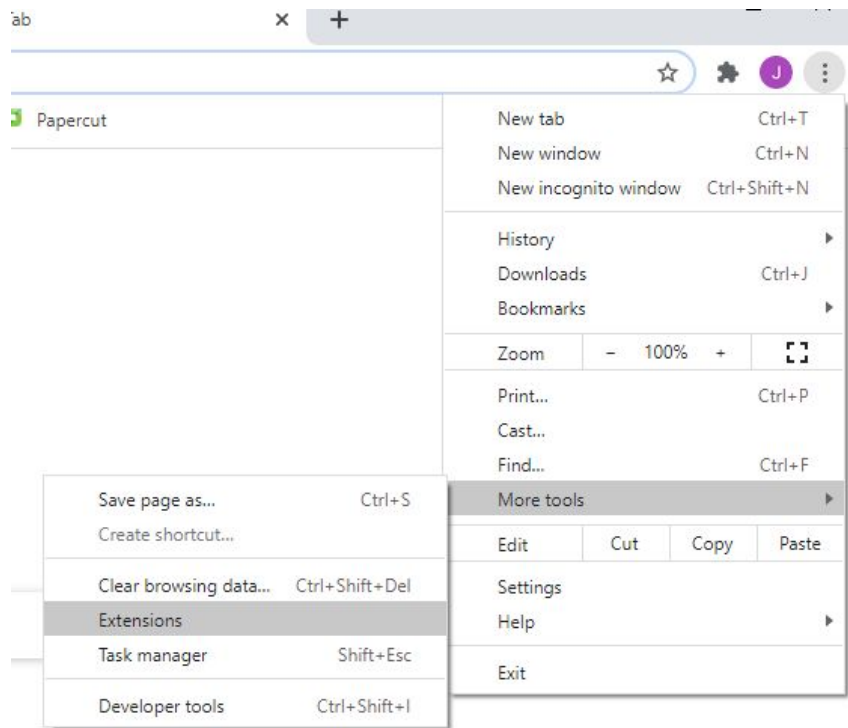 Tab
J
Papercut
New tab Ctrl+T
New window Ctrl+N
New incognito window Ctrl+Shift+N
History
Downloads Ctrl+J
Bookmarks
Zoom - 100% +
Print... Ctrl+P
Cast...
Find... Ctrl+F
More tools
Edit Cut Copy Paste
Settings
Help
Exit
Save page as... Ctrl+S
Create shortcut...
Clear browsing data... Ctrl+Shift+Del
Extensions
Task manager Shift+Esc
Developer tools Ctrl+Shift+I